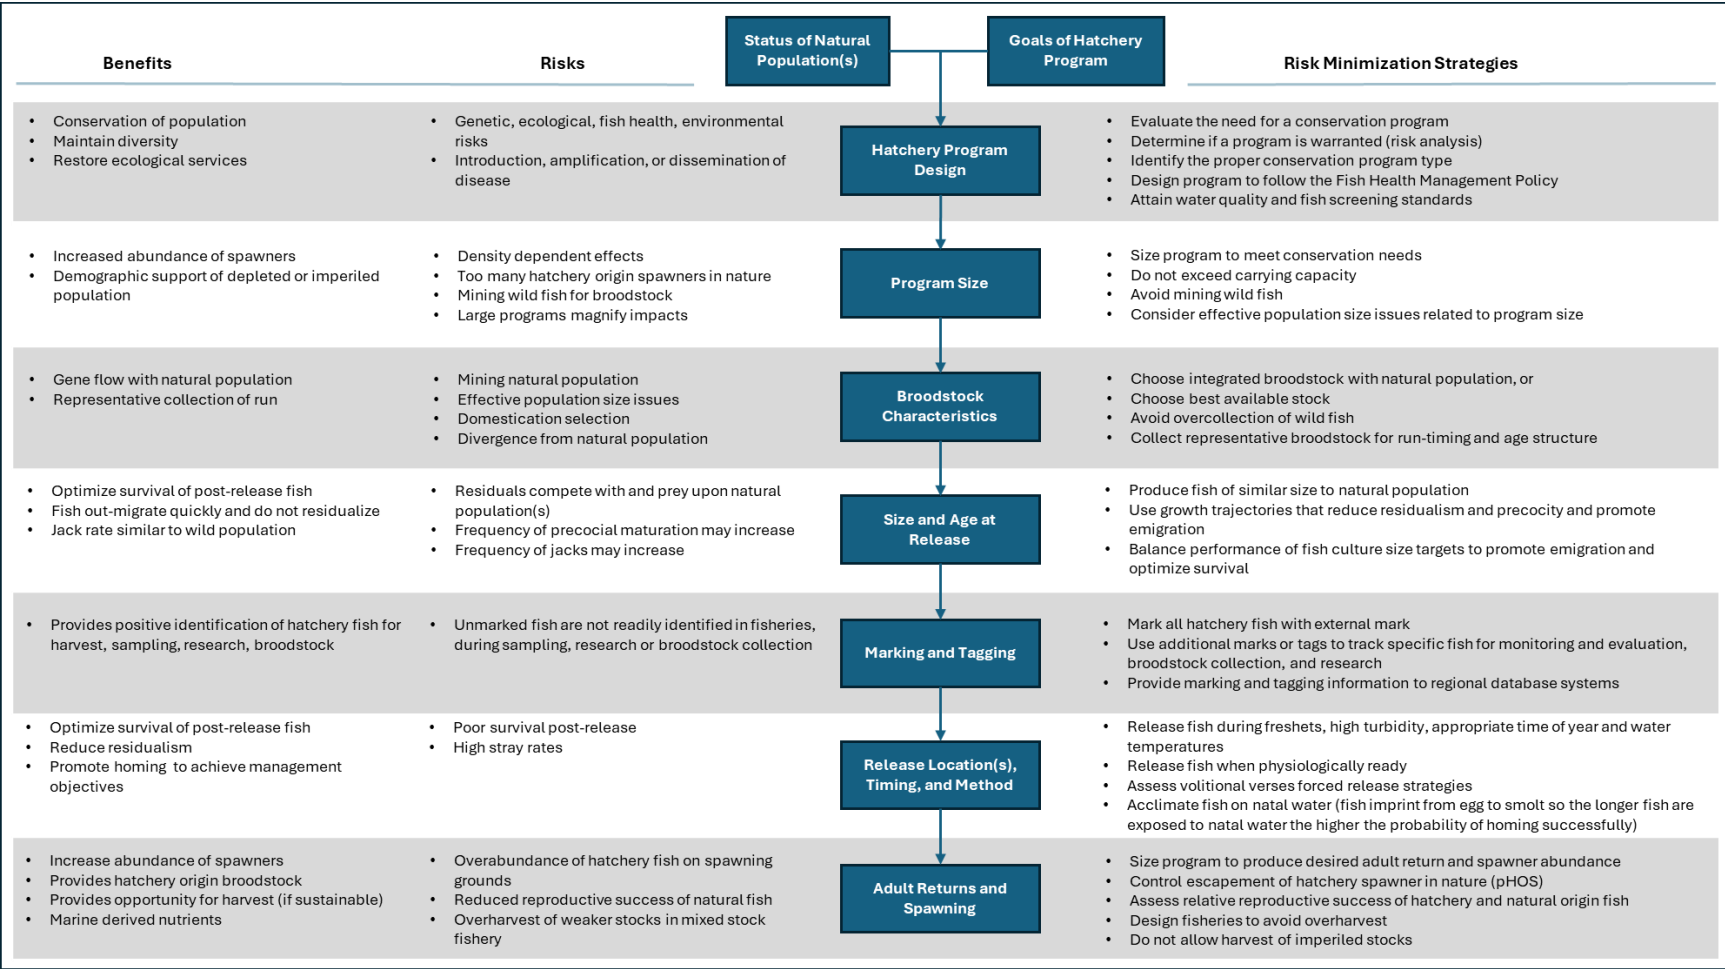 Status of Natural
Population(s)
Goals of Hatchery
Program
Benefits
Risks
Risk Minimization Strategies
• Conservation of population
• Maintain diversity
• Restore ecological services
• Genetic, ecological, fish health, environmental
risks
• Introduction, amplification, or dissemination of
disease
Hatchery Program
Design
• Evaluate the need for a conservation program
• Determine if a program is warranted (risk analysis)
• Identify the proper conservation program type
• Design program to follow the Fish Health Management Policy
• Attain water quality and fish screening standards
• Increased abundance of spawners
• Demographic support of depleted or imperiled
population
• Density dependent effects
• Too many hatchery origin spawners in nature
• Mining wild fish for broodstock
• Large programs magnify impacts
Program Size
• Size program to meet conservation needs
• Do not exceed carrying capacity
• Avoid mining wild fish
• Consider effective population size issues related to program size
• Gene flow with natural population
• Representative collection of run
• Mining natural population
• Effective population size issues
• Domestication selection
• Divergence from natural population
Broodstock
Characteristics
• Choose integrated broodstock with natural population, or
• Choose best available stock
• Avoid overcollection of wild fish
• Collect representative broodstock for run-timing and age structure
• Optimize survival of post-release fish
• Fish out-migrate quickly and do not residualize
• Jack rate similar to wild population
• Residuals compete with and prey upon natural
population(s)
• Frequency of precocial maturation may increase
• Frequency of jacks may increase
Size and Age at
Release
• Produce fish of similar size to natural population
• Use growth trajectories that reduce residualism and precocity and promote
emigration
• Balance performance of fish culture size targets to promote emigration and
optimize survival
• Provides positive identification of hatchery fish for
harvest, sampling, research, broodstock
• Unmarked fish are not readily identified in fisheries,
during sampling, research or broodstock collection
Marking and Tagging
• Mark all hatchery fish with external mark
• Use additional marks or tags to track specific fish for monitoring and evaluation,
broodstock collection, and research
• Provide marking and tagging information to regional database systems
• Optimize survival of post-release fish
• Reduce residualism
• Promote homing to achieve management
objectives
• Poor survival post-release
• High stray rates
Release Location(s),
Timing, and Method
• Release fish during freshets, high turbidity, appropriate time of year and water
temperatures
• Release fish when physiologically ready
• Assess volitional verses forced release strategies
• Acclimate fish on natal water (fish imprint from egg to smolt so the longer fish are
exposed to natal water the higher the probability of homing successfully)
• Increase abundance of spawners
• Provides hatchery origin broodstock
• Provides opportunity for harvest (if sustainable)
• Marine derived nutrients
• Overabundance of hatchery fish on spawning
grounds
• Reduced reproductive success of natural fish
• Overharvest of weaker stocks in mixed stock
fishery
Adult Returns and
Spawning
• Size program to produce desired adult return and spawner abundance
• Control escapement of hatchery spawner in nature (pHOS)
• Assess relative reproductive success of hatchery and natural origin fish
• Design fisheries to avoid overharvest
• Do not allow harvest of imperiled stocks